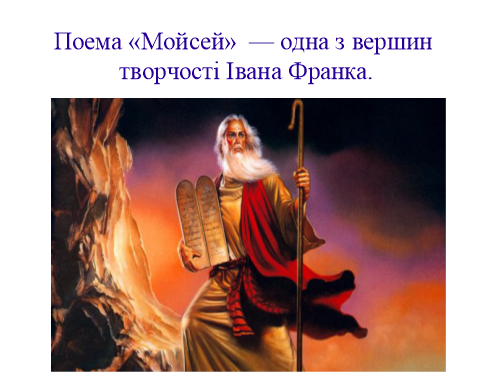 Поема «Мойсей» — одна з вершин
творчості Івана Франка.